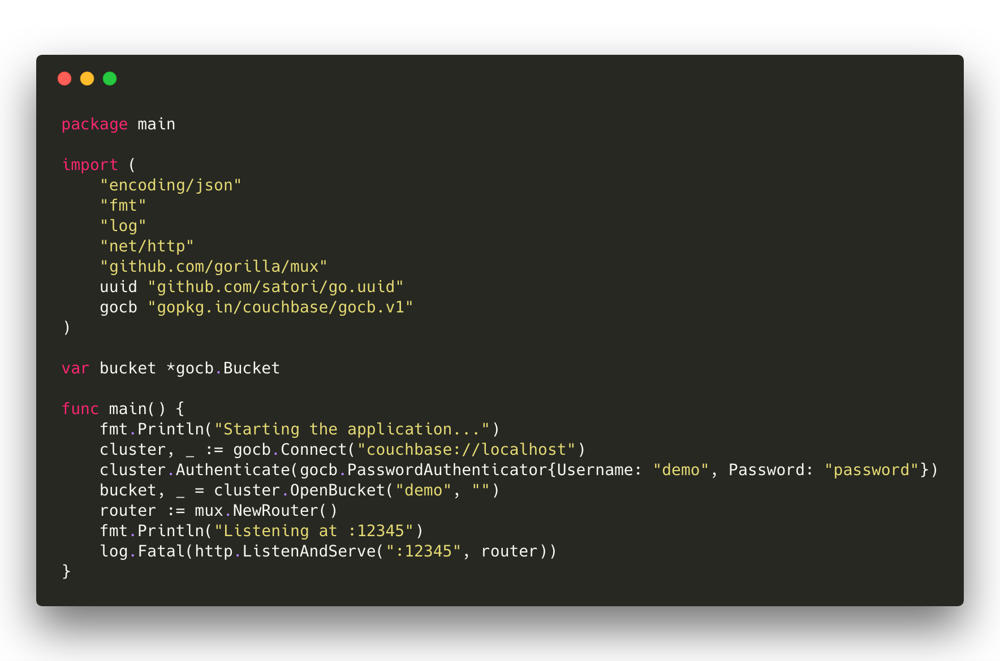 package main

import (
    "encoding/json"
    "fmt"
    "log"
    "net/http"
    "github.com/gorilla/mux"
    uuid "github.com/satori/go.uuid"
    gocb "gopkg.in/couchbase/gocb.v1"
)

var bucket *gocb.Bucket

func main() {
    fmt.Println("Starting the application...")
    cluster, _ := gocb.Connect("couchbase://localhost")
    cluster.Authenticate(gocb.PasswordAuthenticator{Username: "demo", Password: "password"})
    bucket, _ = cluster.OpenBucket("demo", "")
    router := mux.NewRouter()
    fmt.Println("Listening at :12345")
    log.Fatal(http.ListenAndServe(":12345", router))
}